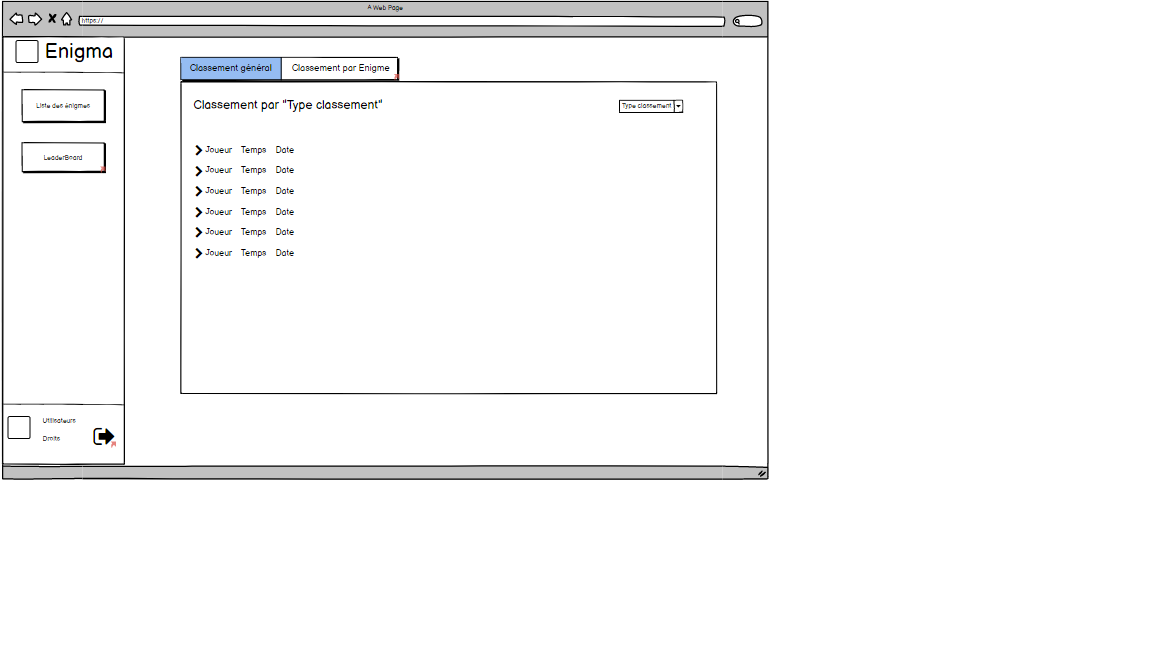 A Web Page
https://
Enigma
Liste des énigmes
LeaderBoard
Classement général
Classement par Enigme
Classement par "Type classement"
Type classement
Joueur Temps Date
Joueur Temps Date
Joueur Temps Date
Joueur Temps Date
Joueur Temps Date
Joueur Temps Date
Utilisateurs
Droits